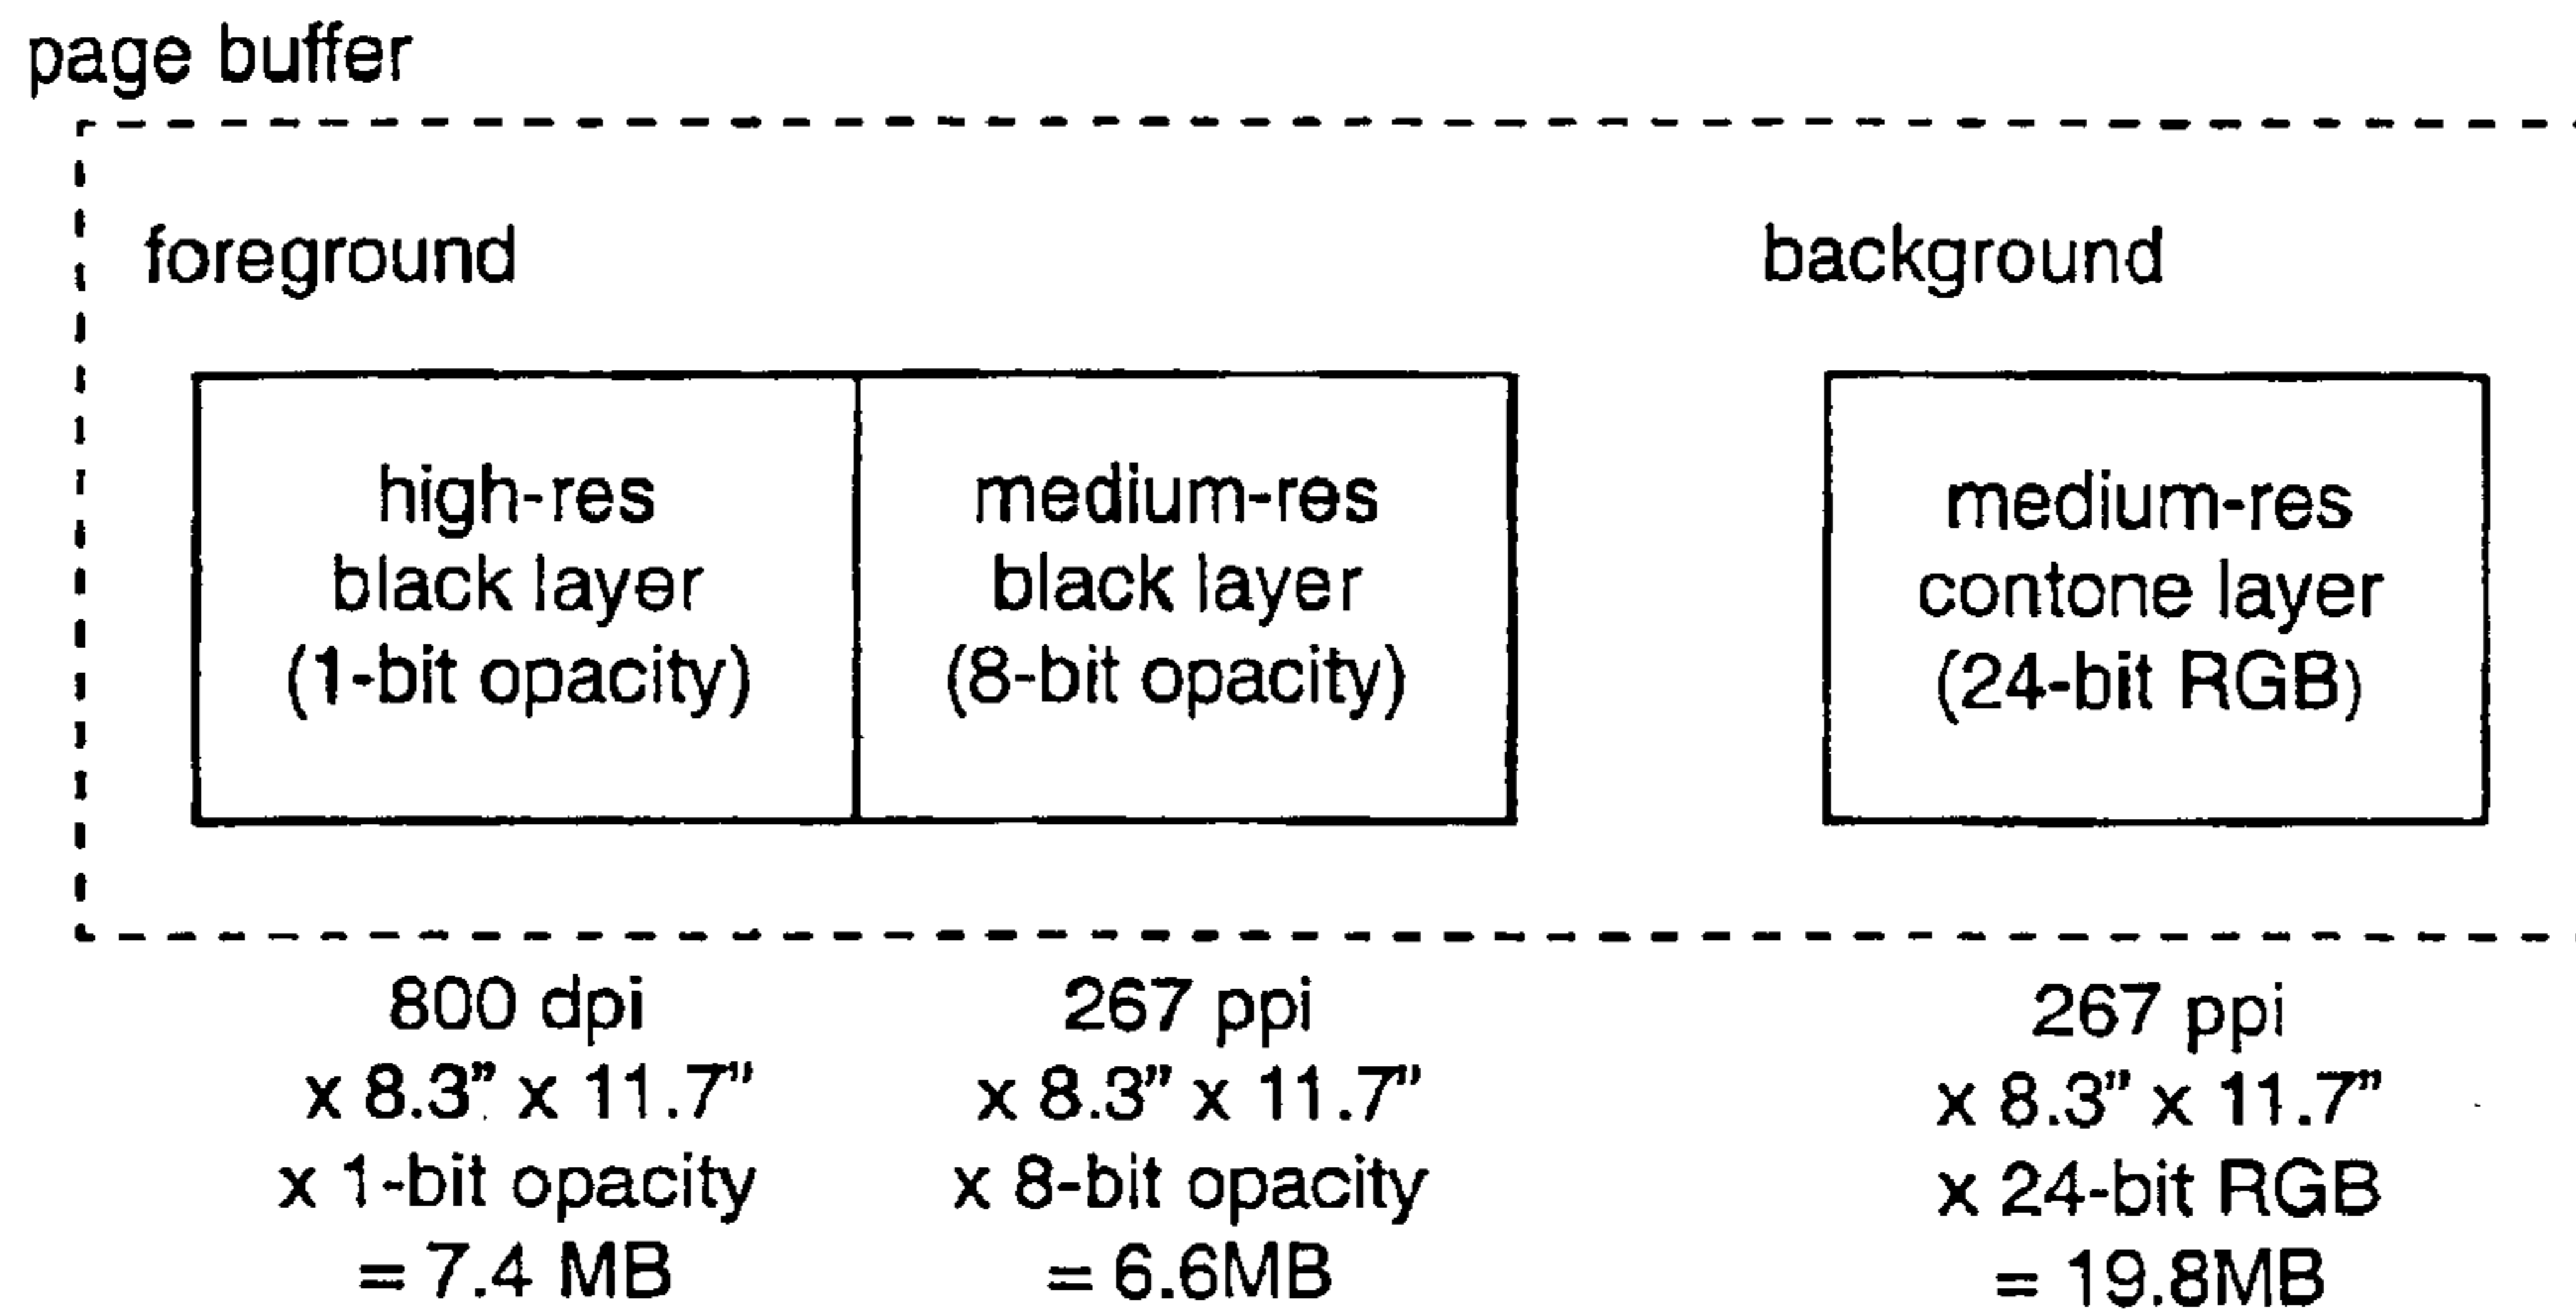 page buffer
foreground
background
high-res
black layer
(1-bit opacity)
medium-res
black layer
(8-bit opacity)
medium-res
contone layer
(24-bit RGB)
800 dpi
x 8.3” x 11.7”
x 1-bit opacity
= 7.4 MB
267 ppi
x 8.3” x 11.7”
x 8-bit opacity
= 6.6MB
267 ppi
x 8.3” x 11.7”
x 24-bit RGB
= 19.8MB